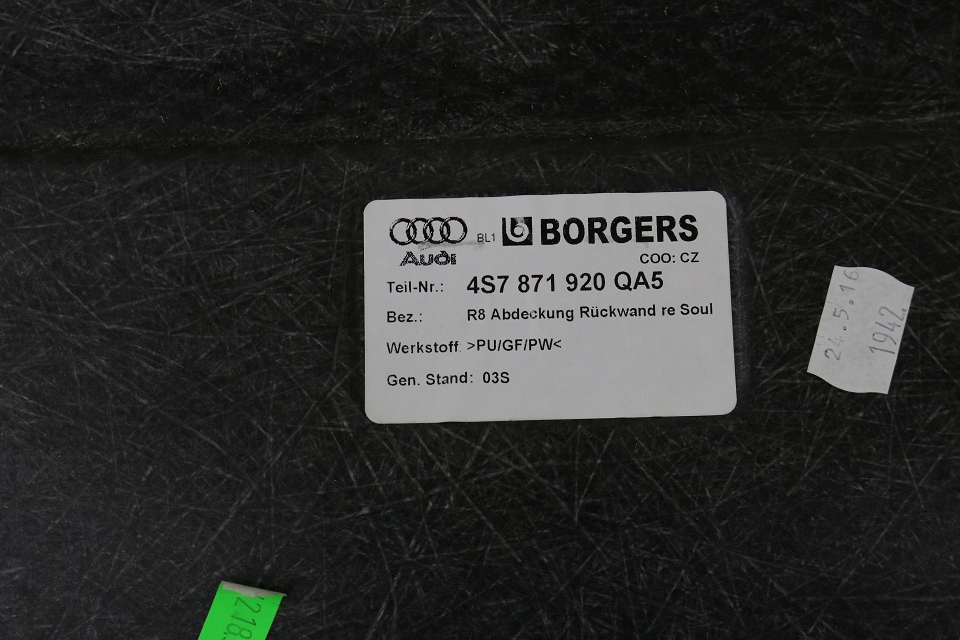 Audi BL1 BORGERS
COO: CZ
Teil-Nr.: 4S7 871 920 QA5
Bez.: R8 Abdeckung Rückwand re Soul
Werkstoff. >PU/GF/PW<
Gen. Stand: 03S
24.5.16
1942
218